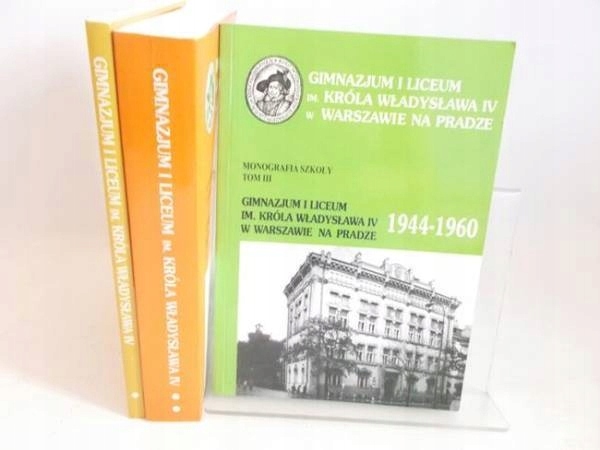 GIMNAZJUM I LICEUM IM. KRÓLA WŁADYSŁAWA IV
GIMNAZJUM I LICEUM IM. KRÓLA WŁADYSŁAWA IV
GIMNAZJUM I LICEUM
IM. KRÓLA WŁADYSŁAWA IV
W WARSZAWIE NA PRADZE
MONOGRAFIA SZKOŁY
TOM III
GIMNAZJUM I LICEUM
IM. KRÓLA WŁADYSŁAWA IV
W WARSZAWIE NA PRADZE
1944-1960